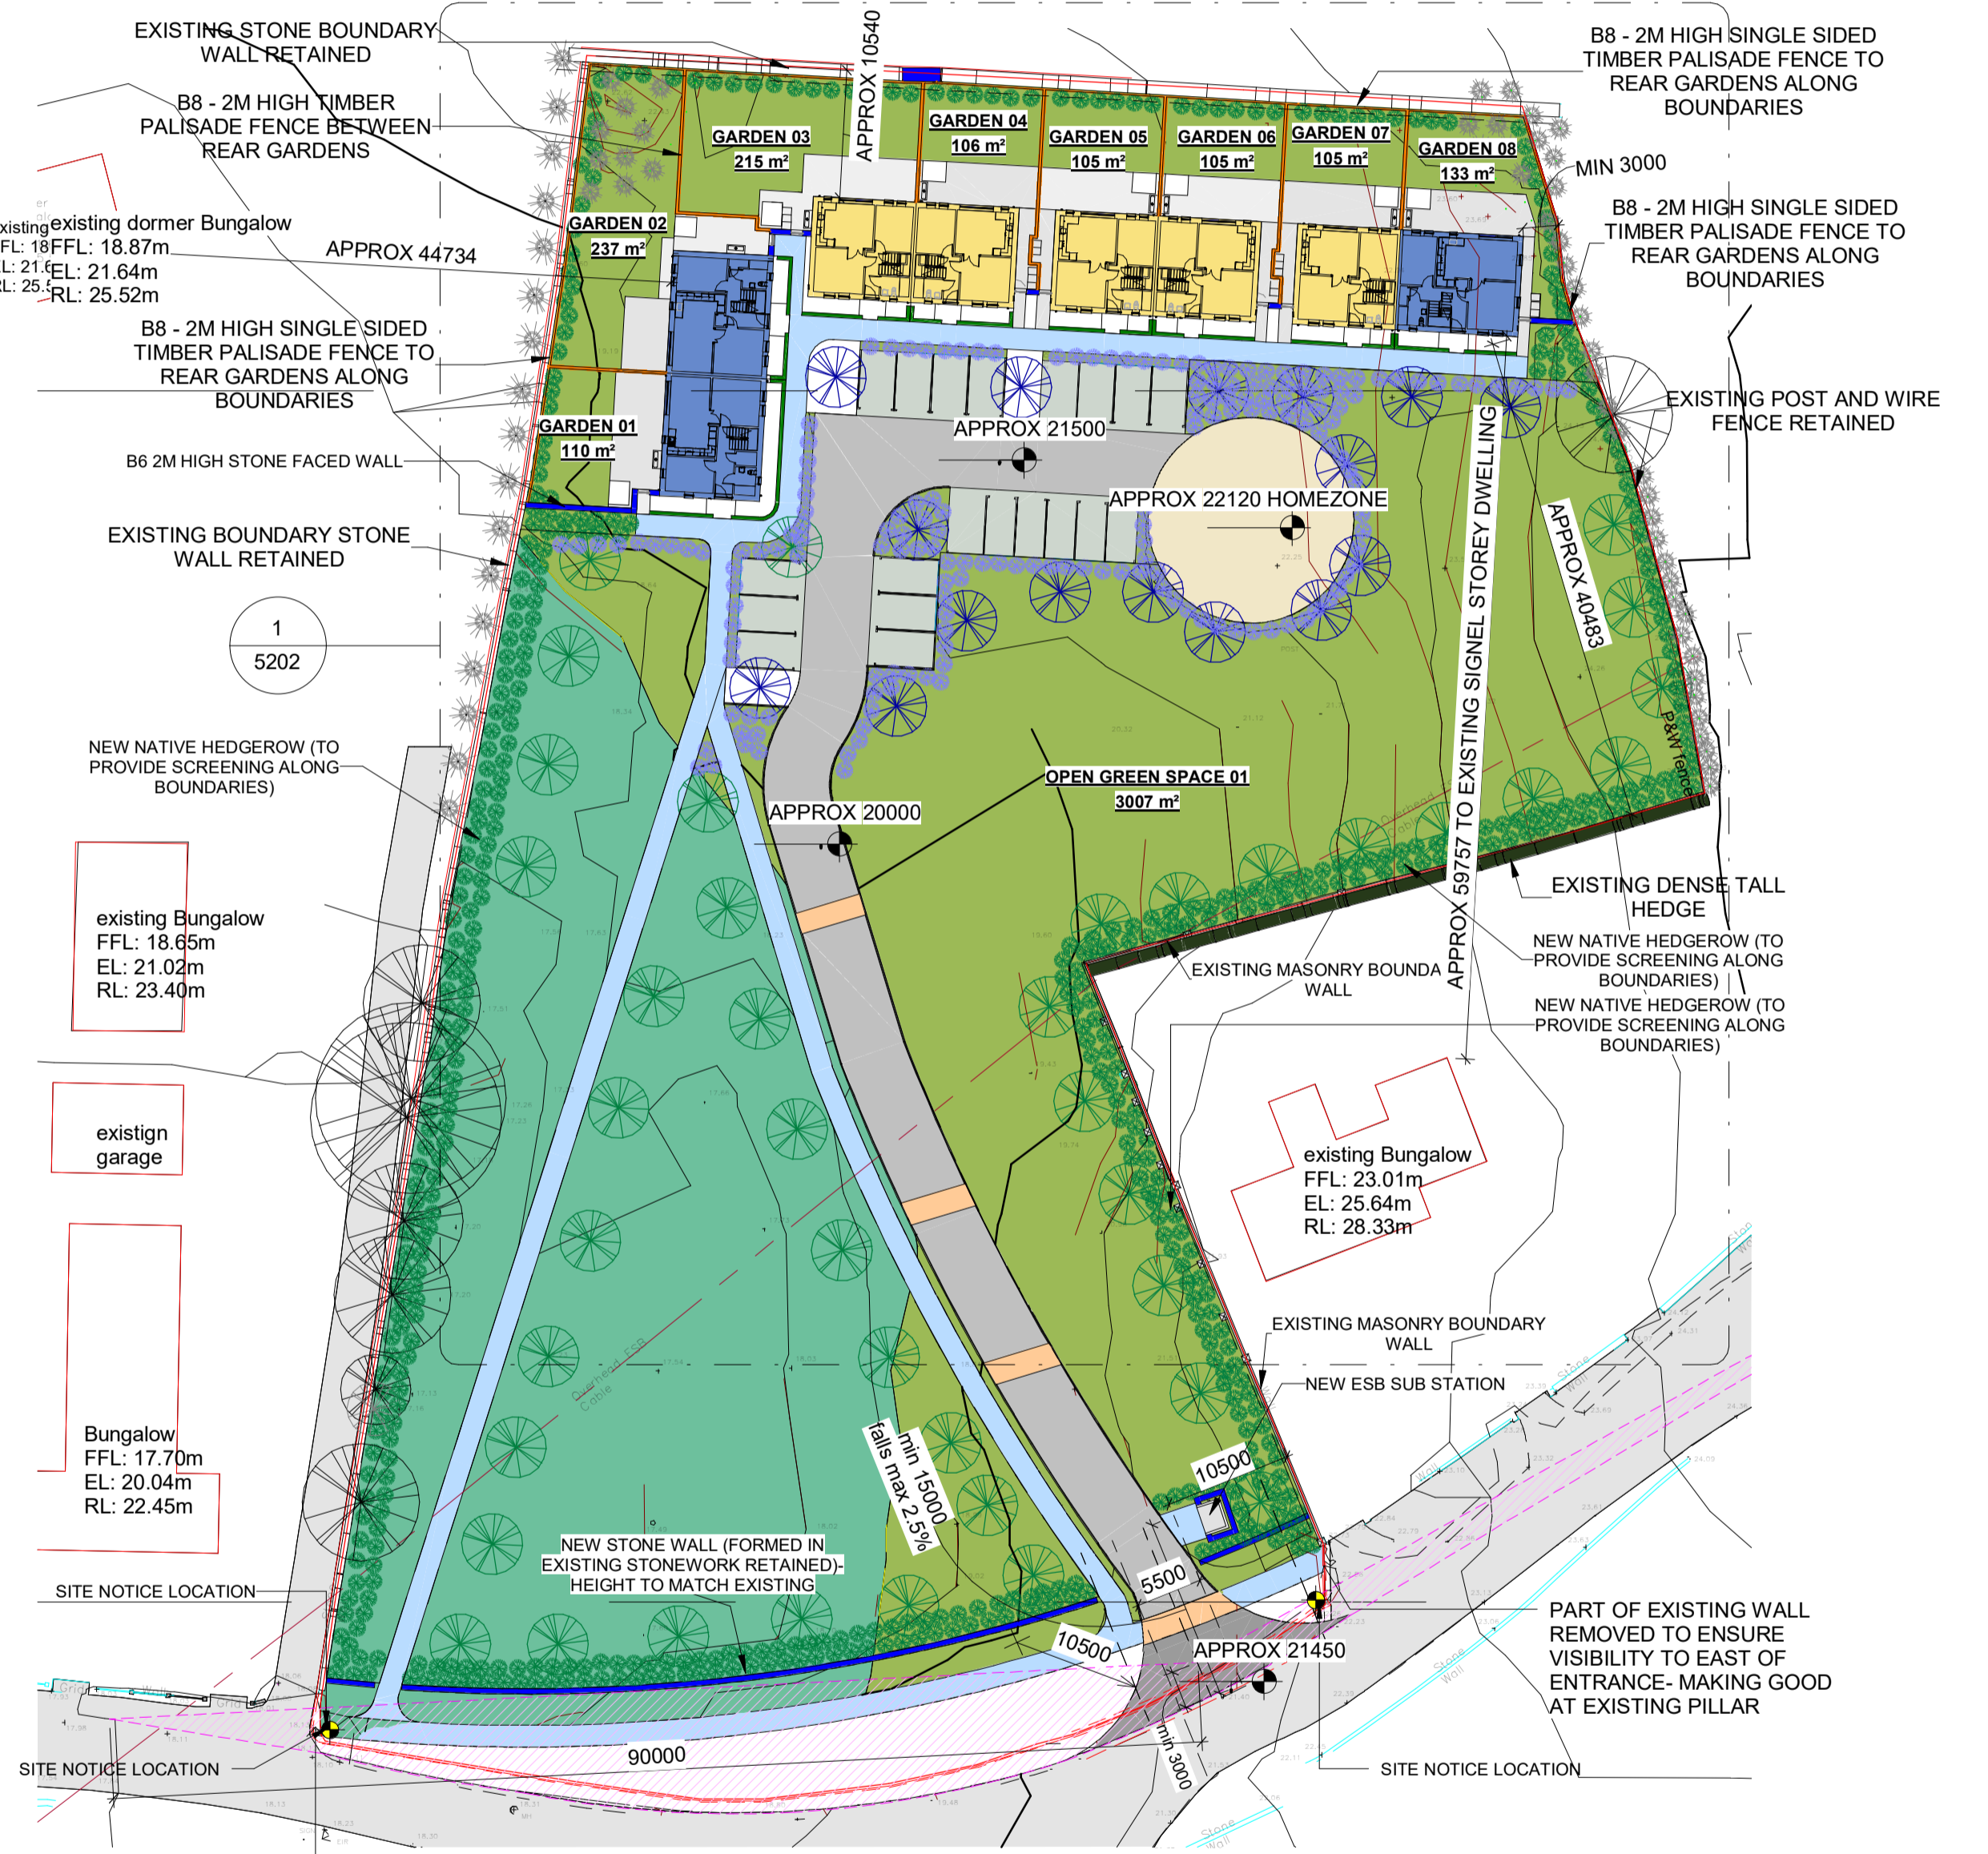 EXISTING STONE BOUNDARY
WALL RETAINED
B8 - 2M HIGH TIMBER
PALISADE FENCE BETWEEN
REAR GARDENS
existing dormer Bungalow
FFL: 18.87m
EL: 21.64m
RL: 25.52m
APPROX 44734
B8 - 2M HIGH SINGLE SIDED
TIMBER PALISADE FENCE TO
REAR GARDENS ALONG
BOUNDARIES
B6 2M HIGH STONE FACED WALL
EXISTING BOUNDARY STONE
WALL RETAINED
1
5202
NEW NATIVE HEDGEROW (TO
PROVIDE SCREENING ALONG
BOUNDARIES)
existing Bungalow
FFL: 18.65m
EL: 21.02m
RL: 23.40m
existign
garage
Bungalow
FFL: 17.70m
EL: 20.04m
RL: 22.45m
SITE NOTICE LOCATION
SITE NOTICE LOCATION
APPROX 10540
GARDEN 03
215 m²
GARDEN 04
106 m²
GARDEN 05
105 m²
GARDEN 06
105 m²
GARDEN 07
105 m²
GARDEN 08
133 m²
GARDEN 02
237 m²
GARDEN 01
110 m²
B8 - 2M HIGH SINGLE SIDED
TIMBER PALISADE FENCE TO
REAR GARDENS ALONG
BOUNDARIES
MIN 3000
B8 - 2M HIGH SINGLE SIDED
TIMBER PALISADE FENCE TO
REAR GARDENS ALONG
BOUNDARIES
EXISTING POST AND WIRE
FENCE RETAINED
APPROX 21500
APPROX 22120 HOMEZONE
APPROX 59757 TO EXISTING SIGNEL STOREY DWELLING
APPROX 40483
P&W fence
OPEN GREEN SPACE 01
3007 m²
APPROX 20000
Overhead
Cable
EXISTING DENSE TALL
HEDGE
EXISTING MASONRY BOUNDA
WALL
NEW NATIVE HEDGEROW (TO
PROVIDE SCREENING ALONG
BOUNDARIES)
NEW NATIVE HEDGEROW (TO
PROVIDE SCREENING ALONG
BOUNDARIES)
existing Bungalow
FFL: 23.01m
EL: 25.64m
RL: 28.33m
EXISTING MASONRY BOUNDARY
WALL
NEW ESB SUB STATION
Overhead ESB
Cable
min 15000
falls max 2.5%
10500
5500
10500
APPROX 21450
min 3000
90000
NEW STONE WALL (FORMED IN
EXISTING STONEWORK RETAINED)-
HEIGHT TO MATCH EXISTING
PART OF EXISTING WALL
REMOVED TO ENSURE
VISIBILITY TO EAST OF
ENTRANCE- MAKING GOOD
AT EXISTING PILLAR
SITE NOTICE LOCATION
Stone
Wall
Wall
Stone
Wall
Stone
Wall